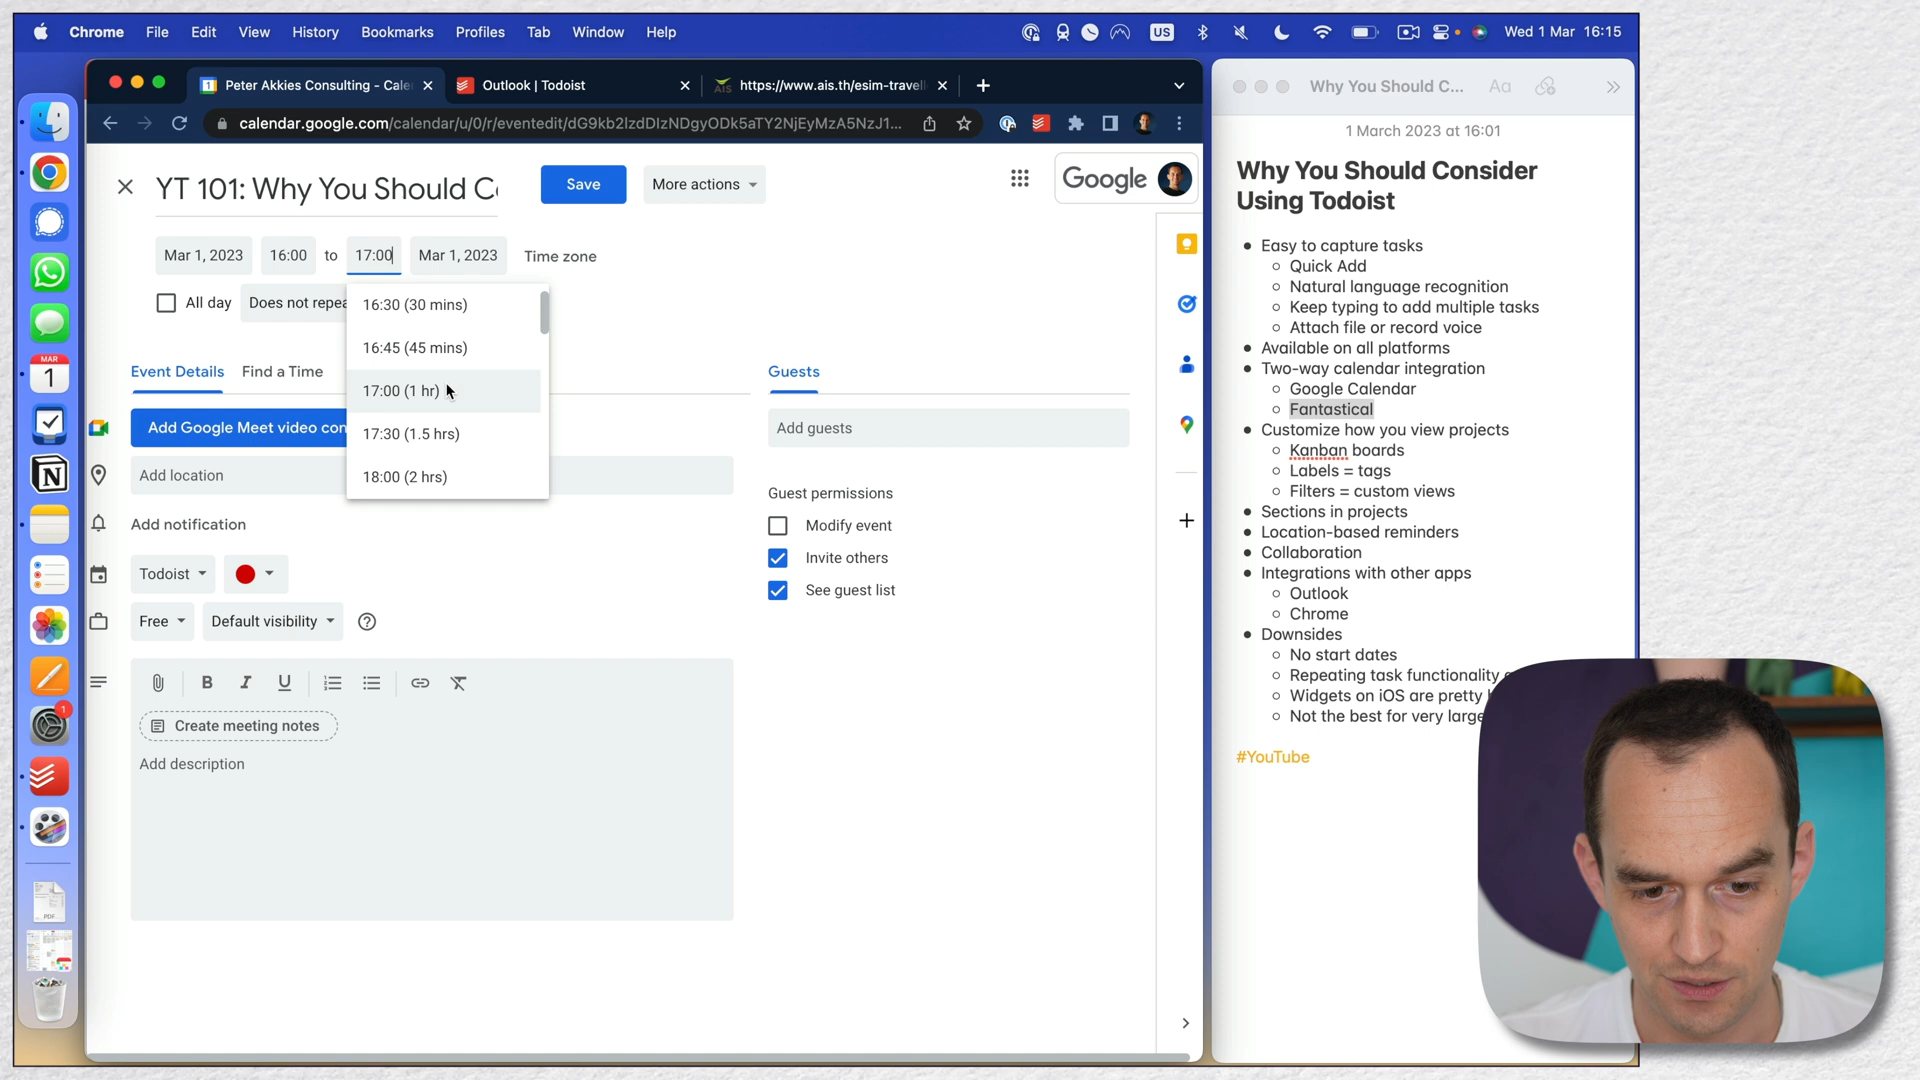 Chrome File Edit View History Bookmarks Profiles Tab Window Help
US Wed 1 Mar 16:15
Peter Akkies Consulting - Cale
Outlook | Todoist
https://www.ais.th/esim-travell
calendar.google.com/calendar/u/0/r/eventedit/dG9kb2lzdDIzNDgyODk5aTY2NjEyMzA5NzJ1...
YT 101: Why You Should Co
Save
More actions
Google
Mar 1, 2023 16:00 to 17:00 Mar 1, 2023 Time zone
All day Does not repea
16:30 (30 mins)
16:45 (45 mins)
17:00 (1 hr)
17:30 (1.5 hrs)
18:00 (2 hrs)
Event Details Find a Time
Add Google Meet video con
Add location
Add notification
Todoist
Free Default visibility
Create meeting notes
Add description
Guests
Add guests
Guest permissions
Modify event
Invite others
See guest list
MAR
1
1
PDF
Why You Should C...
Aa
1 March 2023 at 16:01
Why You Should Consider
Using Todoist
Easy to capture tasks
Quick Add
Natural language recognition
Keep typing to add multiple tasks
Attach file or record voice
Available on all platforms
Two-way calendar integration
Google Calendar
Fantastical
Customize how you view projects
Kanban boards
Labels = tags
Filters = custom views
Sections in projects
Location-based reminders
Collaboration
Integrations with other apps
Outlook
Chrome
Downsides
No start dates
Repeating task functionality
Widgets on iOS are pretty
Not the best for very large
#YouTube